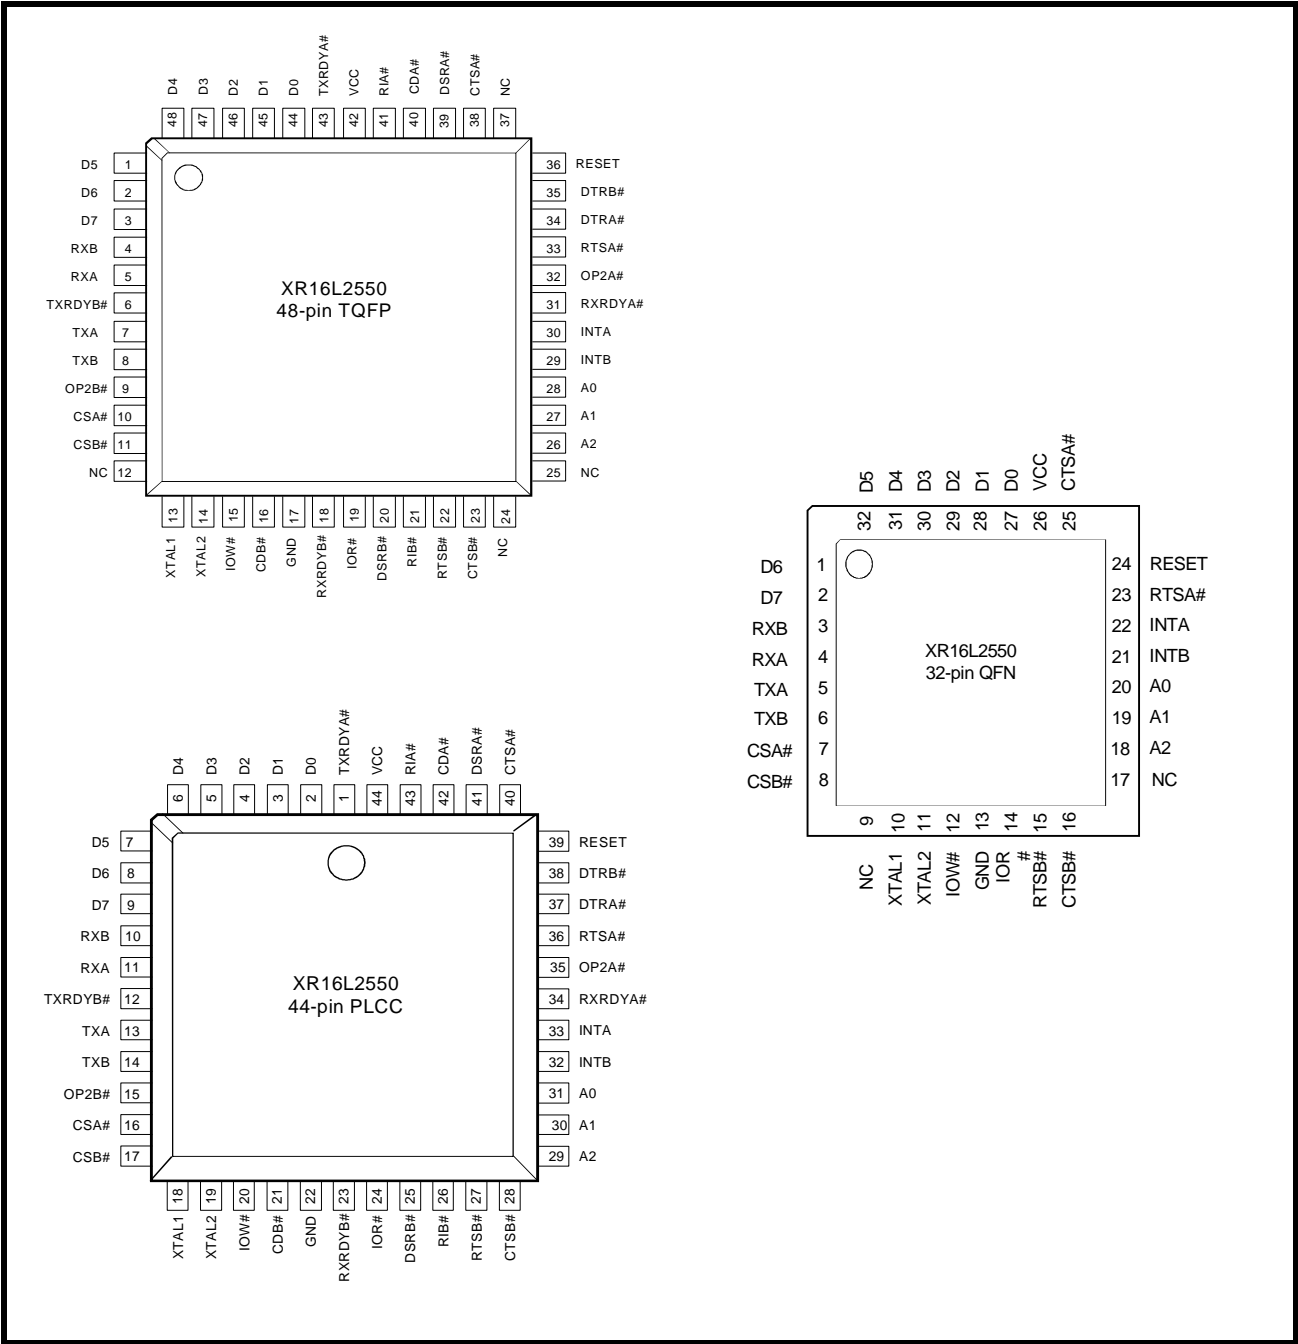 D4 D3 D2 D1 D0 TXRDYA# VCC RIA# CDA# DSRA# CTSA# NC
48 47 46 45 44 43 42 41 40 39 38 37
D5 1
D6 2
D7 3
RXB 4
RXA 5
TXRDYB# 6
TXA 7
TXB 8
OP2B# 9
CSA# 10
CSB# 11
NC 12
XR16L2550
48-pin TQFP
36 RESET
35 DTRB#
34 DTRA#
33 RTSA#
32 OP2A#
31 RXRDYA#
30 INTA
29 INTB
28 A0
27 A1
26 A2
25 NC
13 14 15 16 17 18 19 20 21 22 23 24
XTAL1 XTAL2 IOW# CDB# GND RXRDYB# IOR# DSRB# RIB# RTSB# CTSB# NC
D5 D4 D3 D2 D1 D0 VCC CTSA#
32 31 30 29 28 27 26 25
D6 1
D7 2
RXB 3
RXA 4
TXA 5
TXB 6
CSA# 7
CSB# 8
XR16L2550
32-pin QFN
24 RESET
23 RTSA#
22 INTA
21 INTB
20 A0
19 A1
18 A2
17 NC
9 10 11 12 13 14 15 16
NC XTAL1 XTAL2 IOW# GND IOR # RTSB# CTSB#
D4 D3 D2 D1 D0 TXRDYA# VCC RIA# CDA# DSRA# CTSA#
6 5 4 3 2 1 44 43 42 41 40
D5 7
D6 8
D7 9
RXB 10
RXA 11
TXRDYB# 12
TXA 13
TXB 14
OP2B# 15
CSA# 16
CSB# 17
XR16L2550
44-pin PLCC
39 RESET
38 DTRB#
37 DTRA#
36 RTSA#
35 OP2A#
34 RXRDYA#
33 INTA
32 INTB
31 A0
30 A1
29 A2
18 19 20 21 22 23 24 25 26 27 28
XTAL1 XTAL2 IOW# CDB# GND RXRDYB# IOR# DSRB# RIB# RTSB# CTSB#